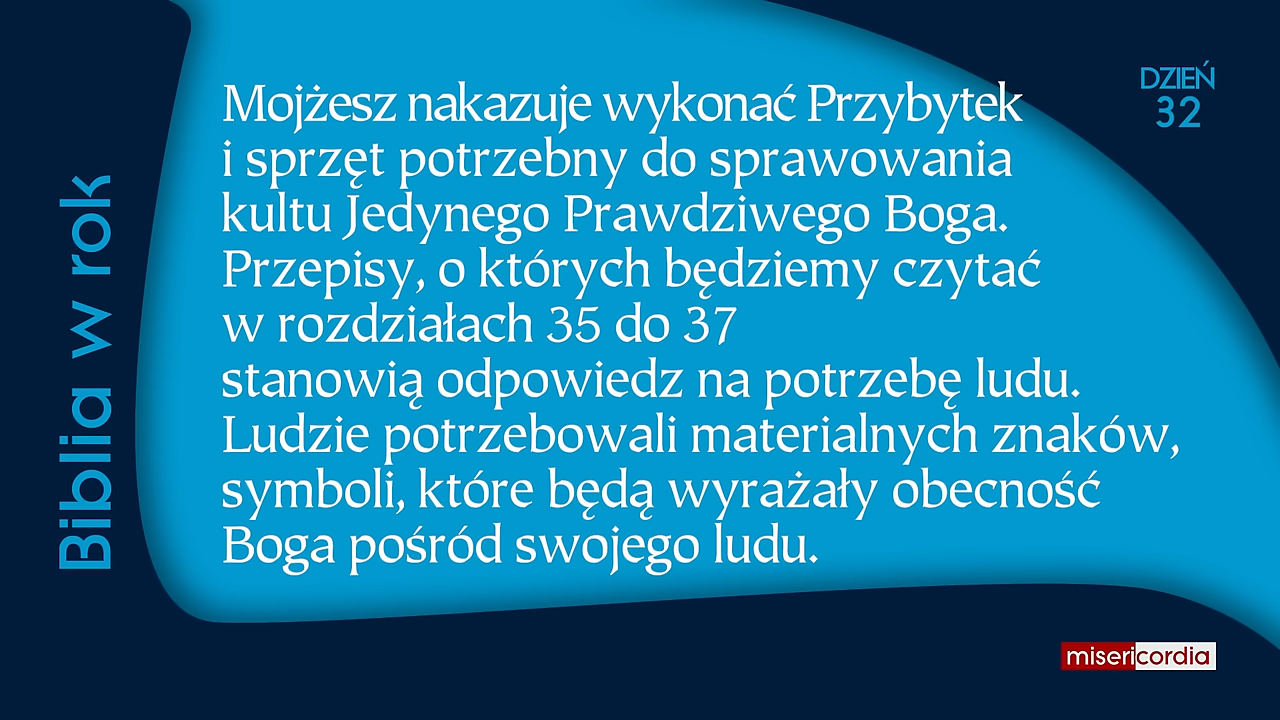 DZIEŃ
32
Biblia w rok
Mojżesz nakazuje wykonać Przybytek
i sprzęt potrzebny do sprawowania
kultu Jedynego Prawdziwego Boga.
Przepisy, o których będziemy czytać
w rozdziałach 35 do 37
stanowią odpowiedz na potrzebę ludu.
Ludzie potrzebowali materialnych znaków,
symboli, które będą wyrażały obecność
Boga pośród swojego ludu.
misericordia